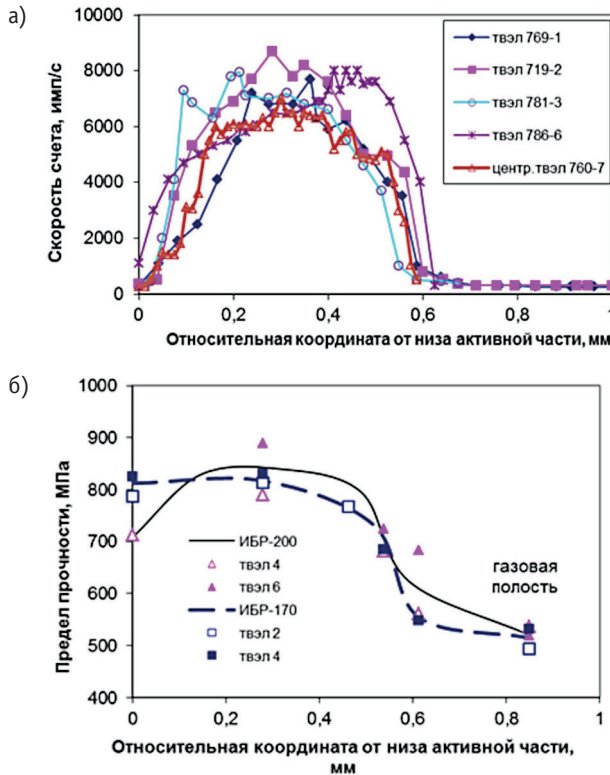 а)
Скорость счета, имп/с
10000
8000
6000
4000
2000
0
0
0,2
0,4
0,6
0,8
1
Относительная координата от низа активной части, мм
твэл 769-1
твэл 719-2
твэл 781-3
твэл 786-6
центр.твэл 760-7
б)
Предел прочности, МПа
1000
900
800
700
600
500
400
0
0,2
0,4
0,6
0,8
1
ИБР-200
твэл 4
твэл 6
ИБР-170
твэл 2
твэл 4
газовая
полость
Относительная координата от низа активной части,
мм